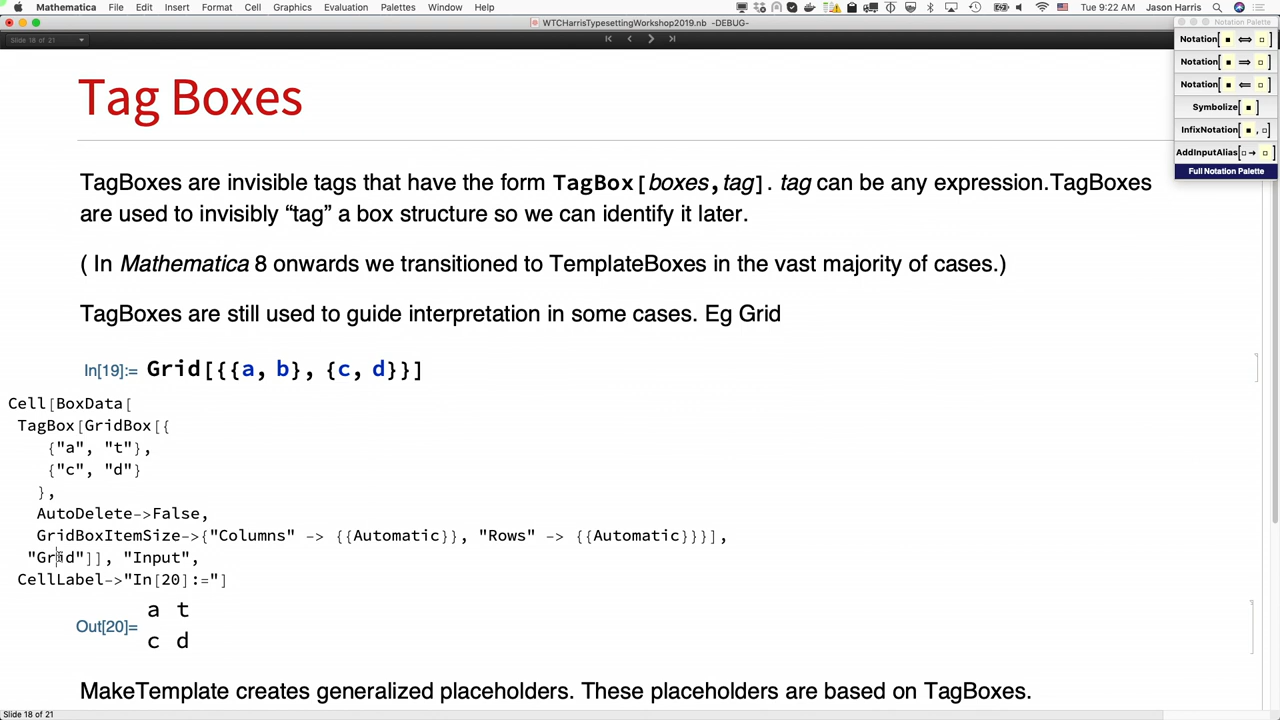 Mathematica File Edit Insert Format Cell Graphics Evaluation Palettes Window Help Tue 9:22 AM Jason Harris
WTCHarrisTypesettingWorkshop2019.nb -DEBUG-
Notation Palette
Slide 18 of 21
Notation[■ ⟺ □]
Notation[■ ⟹ □]
Notation[■ ⟸ □]
Symbolize[■]
InfixNotation[■, □]
AddInputAlias[□→ □]
Full Notation Palette
Tag Boxes
TagBoxes are invisible tags that have the form TagBox[boxes,tag]. tag can be any expression.TagBoxes
are used to invisibly “tag” a box structure so we can identify it later.
( In Mathematica 8 onwards we transitioned to TemplateBoxes in the vast majority of cases.)
TagBoxes are still used to guide interpretation in some cases. Eg Grid
In[19]:= Grid[{{a, b}, {c, d}}]
Cell[BoxData[
TagBox[GridBox[{
{"a", "t"},
{"c", "d"}
},
AutoDelete->False,
GridBoxItemSize->{"Columns" -> {{Automatic}}, "Rows" -> {{Automatic}}}],
"Grid"]], "Input",
CellLabel->"In[20]:="]
Out[20]=
a t
c d
MakeTemplate creates generalized placeholders. These placeholders are based on TagBoxes.
Slide 18 of 21